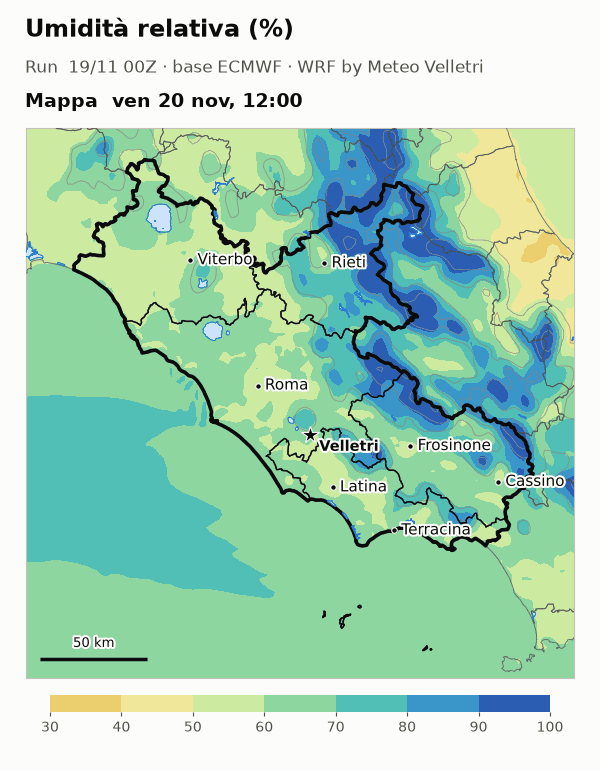 Umidità relativa (%)
Run 19/11 00Z · base ECMWF · WRF by Meteo Velletri
Mappa ven 20 nov, 12:00
Viterbo
Rieti
Roma
Velletri
Frosinone
Cassino
Latina
Terracina
50 km
30 40 50 60 70 80 90 100